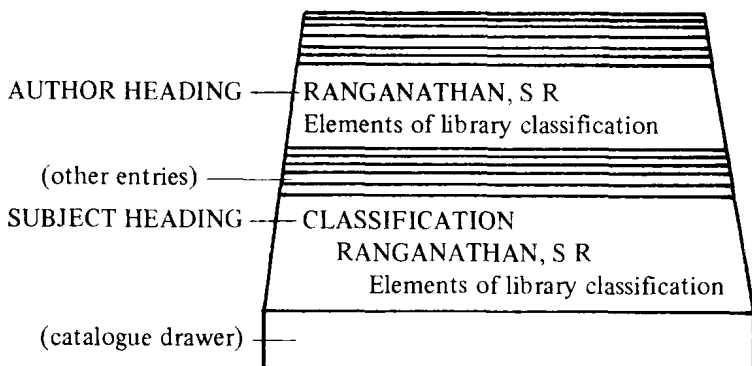 AUTHOR HEADING RANGANATHAN, S R
Elements of library classification
(other entries)
SUBJECT HEADING CLASSIFICATION
RANGANATHAN, S R
Elements of library classification
(catalogue drawer)